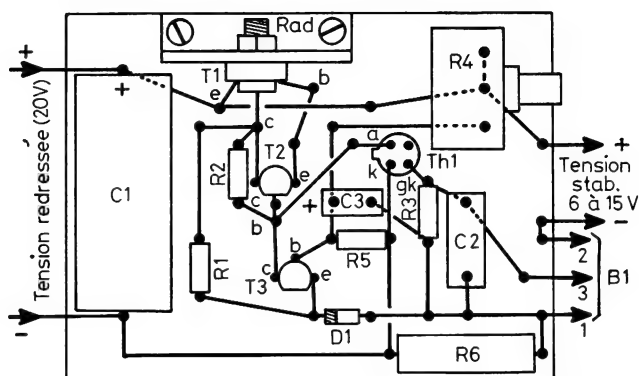 Rad
+
T1
b
R4
+
e
c
+
Tension redressée (20V)
C1
R2
T2
a
Th1
Tension
stab.
6 à 15 V
e
k
gk
c
+
C3
R3
b
C2
-
2
B1
3
1
R1
b
R5
c
T3
e
D1
-
R6